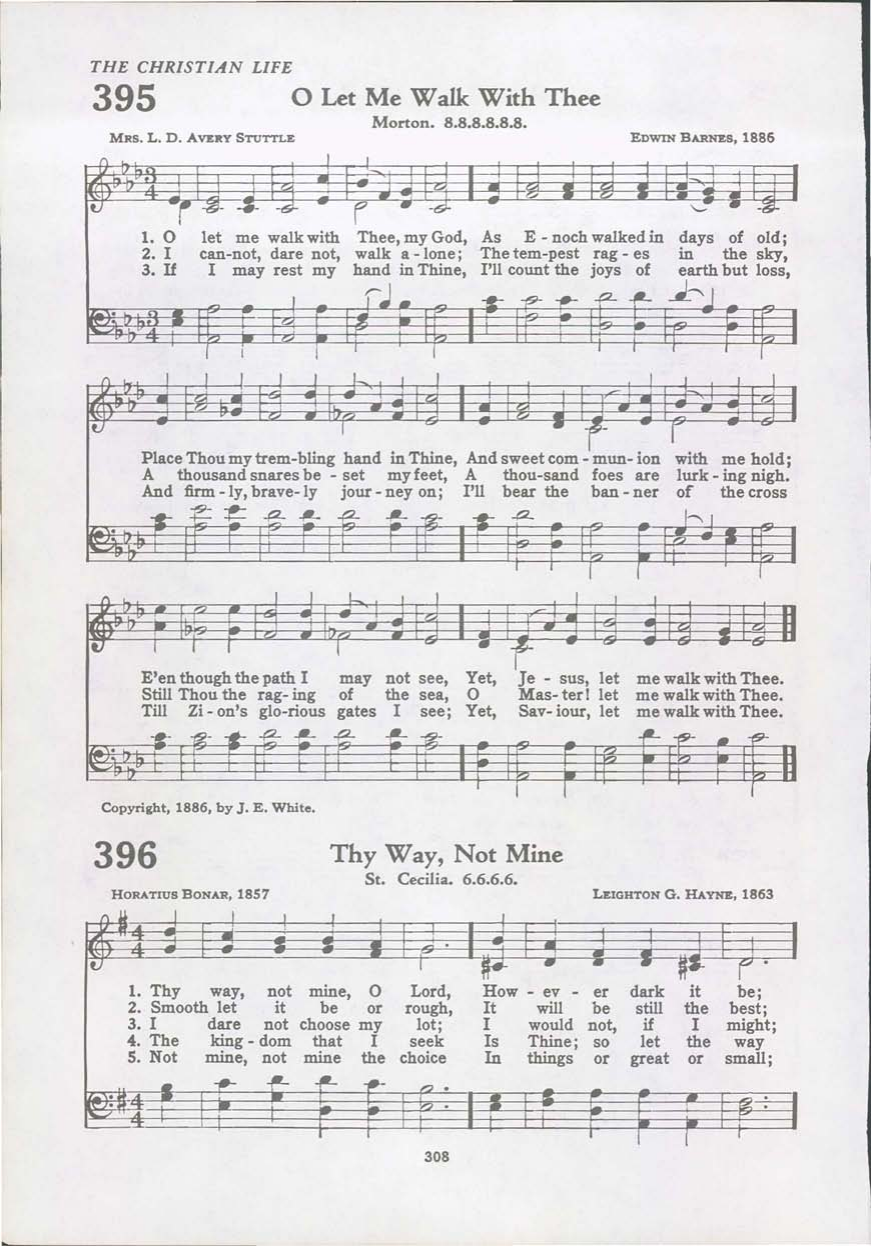 THE CHRISTIAN LIFE
395 O Let Me Walk With Thee
Morton. 8.8.8.8.8.8.
MRS. L. D. AVERY STUTTLE EDWIN BARNES, 1886
3
4
1. O let me walk with Thee, my God, As E - noch walked in days of old;
2. I can-not, dare not, walk a - lone; The tem-pest rag - es in the sky,
3. If I may rest my hand in Thine, I'll count the joys of earth but loss,
3
4
Place Thou my trem-bling hand in Thine, And sweet com - mun- ion with me hold;
A thousand snares be - set my feet, A thou-sand foes are lurk - ing nigh.
And firm - ly, brave-ly jour - ney on; I'll bear the ban - ner of the cross
E'en though the path I may not see, Yet, Je - sus, let me walk with Thee.
Still Thou the rag- ing of the sea, O Mas- ter! let me walk with Thee.
Till Zi - on's glo-rious gates I see; Yet, Sav- iour, let me walk with Thee.
Copyright, 1886, by J. E. White.
396 Thy Way, Not Mine
St. Cecilia. 6.6.6.6.
HORATIUS BONAR, 1857 LEIGHTON G. HAYNE, 1863
4
4
1. Thy way, not mine, O Lord, How - ev - er dark it be;
2. Smooth let it be or rough, It will be still the best;
3. I dare not choose my lot; I would not, if I might;
4. The king - dom that I seek Is Thine; so let the way
5. Not mine, not mine the choice In things or great or small;
4
4
308